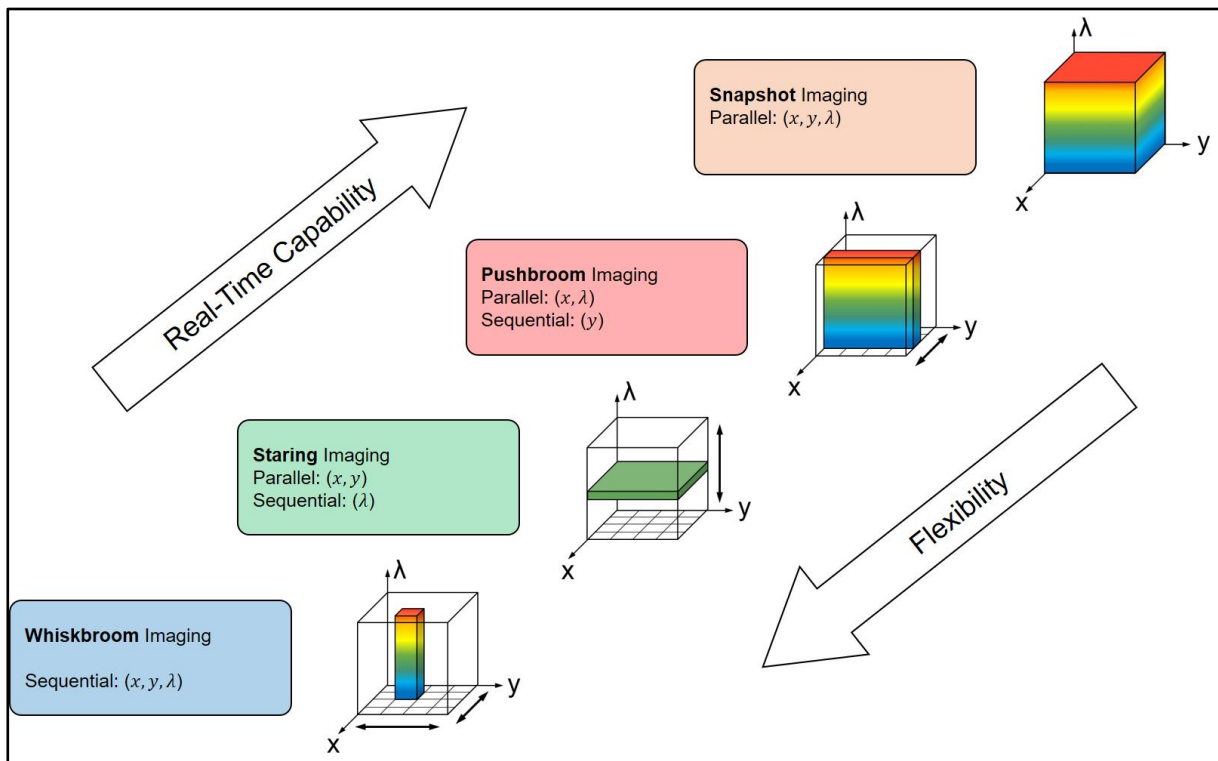 λ
Snapshot Imaging
Parallel: (x, y, λ)
y
x
Real-Time Capability
λ
Pushbroom Imaging
Parallel: (x, λ)
Sequential: (y)
y
x
λ
Staring Imaging
Parallel: (x, y)
Sequential: (λ)
y
x
Flexibility
λ
Whiskbroom Imaging
Sequential: (x, y, λ)
y
x